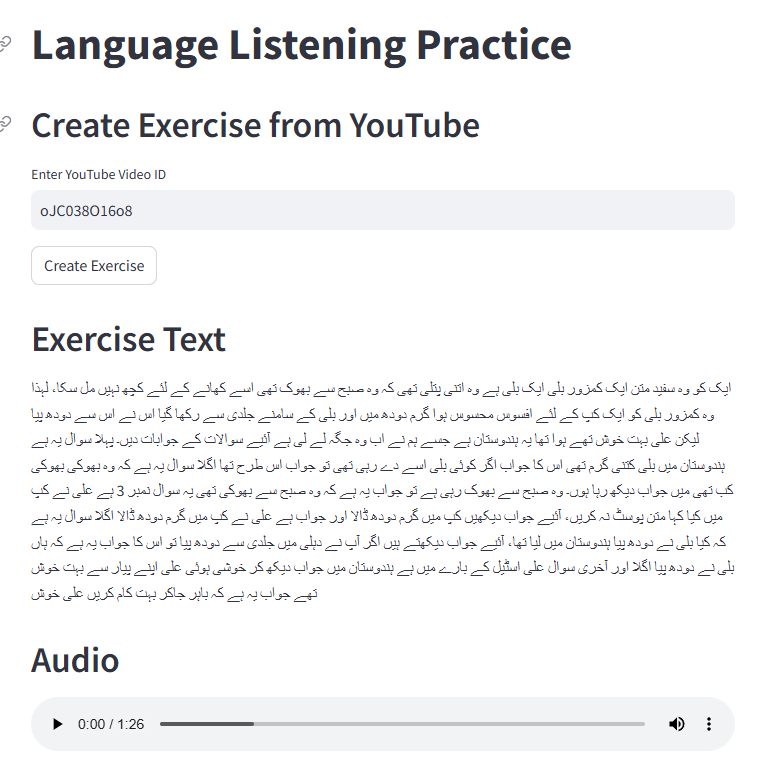 Language Listening Practice
Create Exercise from YouTube
Enter YouTube Video ID
oJC038O16o8
Create Exercise
Exercise Text
ایک کو وہ سفید متن ایک کمزور بلی ایک بلی ہے وہ اتنی پتلی تھی کہ وہ صبح سے بھوک تھی اسے کھانے کے لئے کچھ نہیں مل سکا، لہذا
وہ کمزور بلی کو ایک کپ کے لئے افسوس محسوس ہوا گرم دودھ میں اور بلی کے سامنے جلدی سے رکھا گیا اس نے اس سے دودھ پیا
لیکن علی بہت خوش تھے ہوا تھا یہ ہندوستان ہے جسے ہم نے اب وہ جگہ لے لی ہے آئیے سوالات کے جوابات دیں۔ پہلا سوال یہ ہے
ہندوستان میں بلی کتنی گرم تھی اس کا جواب اگر کوئی بلی اسے دے رہی تھی تو جواب اس طرح تھا اگلا سوال یہ ہے کہ وہ بھوکی بھوکی
کب تھی میں جواب دیکھ رہا ہوں۔ وہ صبح سے بھوک رہی ہے تو جواب یہ ہے کہ وہ صبح سے بھوکی تھی یہ سوال نمبر 3 ہے علی نے کپ
میں کیا کہا متن پوسٹ نہ کریں، آئیے جواب دیکھیں کپ میں گرم دودھ ڈالا اور جواب ہے علی نے کپ میں گرم دودھ ڈالا اگلا سوال یہ ہے
کہ کیا بلی نے دودھ پیا ہندوستان میں لیا تھا، آئیے جواب دیکھتے ہیں اگر آپ نے دہلی میں جلدی سے دودھ پیا تو اس کا جواب یہ ہے کہ ہاں
بلی نے دودھ پیا اگلا اور آخری سوال علی اسٹیل کے بارے میں ہے ہندوستان میں جواب دیکھ کر خوشی ہوئی علی اپنے پیار سے بہت خوش
تھے جواب یہ ہے کہ باہر جاکر بہت کام کریں علی خوش
Audio
0:00 / 1:26